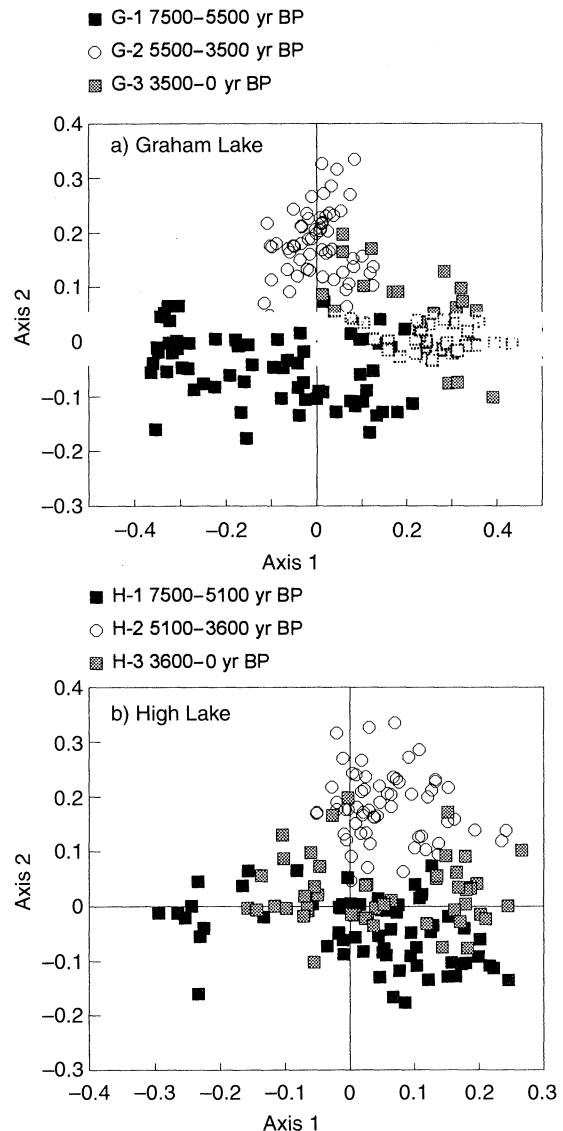 G-1 7500–5500 yr BP
G-2 5500–3500 yr BP
G-3 3500–0 yr BP
a) Graham Lake
0.4
0.3
0.2
0.1
0
−0.1
−0.2
−0.3
Axis 2
−0.4 −0.2 0 0.2 0.4
Axis 1
H-1 7500–5100 yr BP
H-2 5100–3600 yr BP
H-3 3600–0 yr BP
b) High Lake
0.4
0.3
0.2
0.1
0
−0.1
−0.2
−0.3
Axis 2
−0.4 −0.3 −0.2 −0.1 0 0.1 0.2 0.3
Axis 1